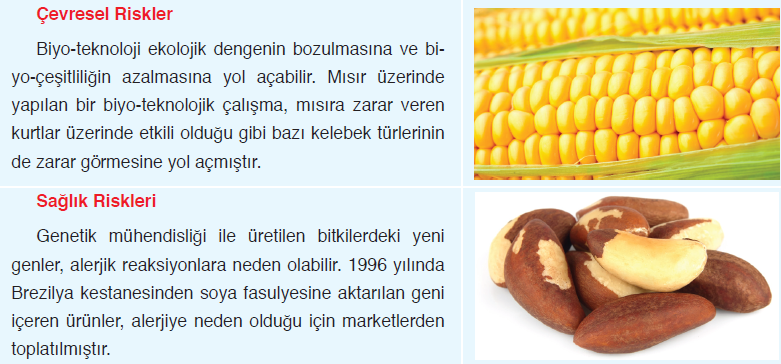 Çevresel Riskler
Biyo-teknoloji ekolojik dengenin bozulmasına ve bi-
yo-çeşitliliğin azalmasına yol açabilir. Mısır üzerinde
yapılan bir biyo-teknolojik çalışma, mısıra zarar veren
kurtlar üzerinde etkili olduğu gibi bazı kelebek türlerinin
de zarar görmesine yol açmıştır.
Sağlık Riskleri
Genetik mühendisliği ile üretilen bitkilerdeki yeni
genler, alerjik reaksiyonlara neden olabilir. 1996 yılında
Brezilya kestanesinden soya fasulyesine aktarılan geni
içeren ürünler, alerjiye neden olduğu için marketlerden
toplatılmıştır.